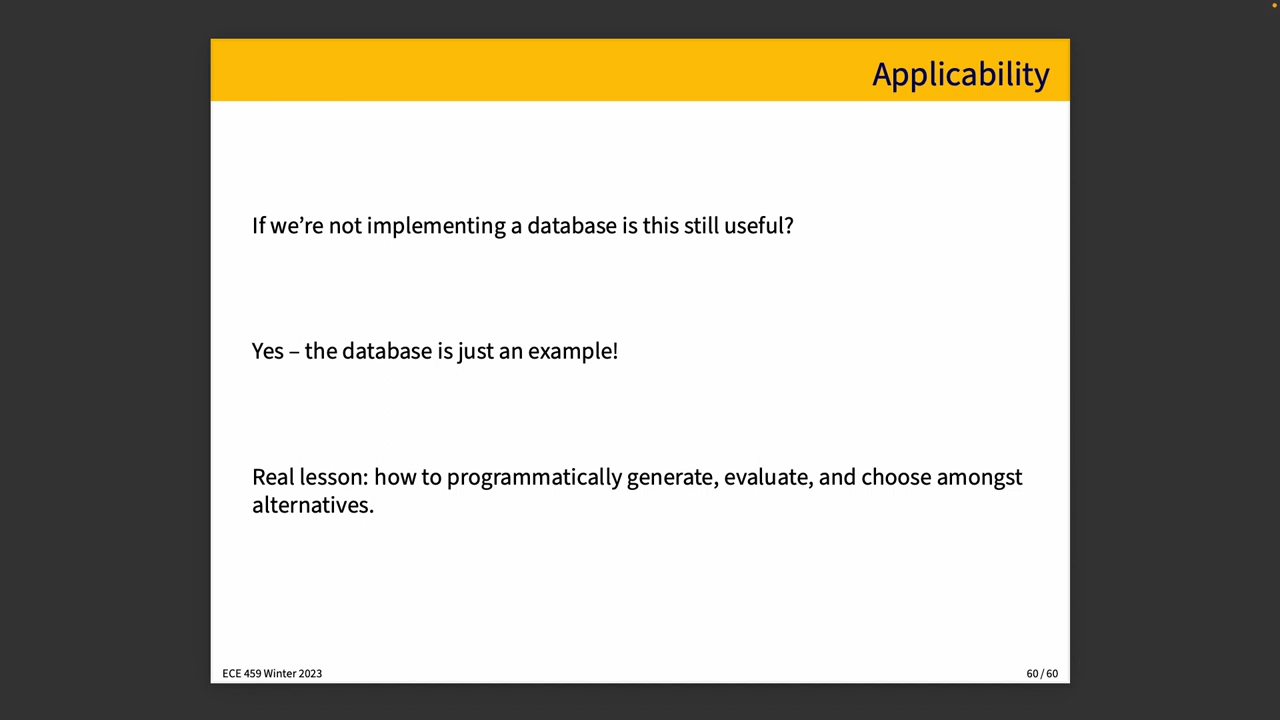 Applicability
If we’re not implementing a database is this still useful?
Yes – the database is just an example!
Real lesson: how to programmatically generate, evaluate, and choose amongst
alternatives.
ECE 459 Winter 2023
60 / 60